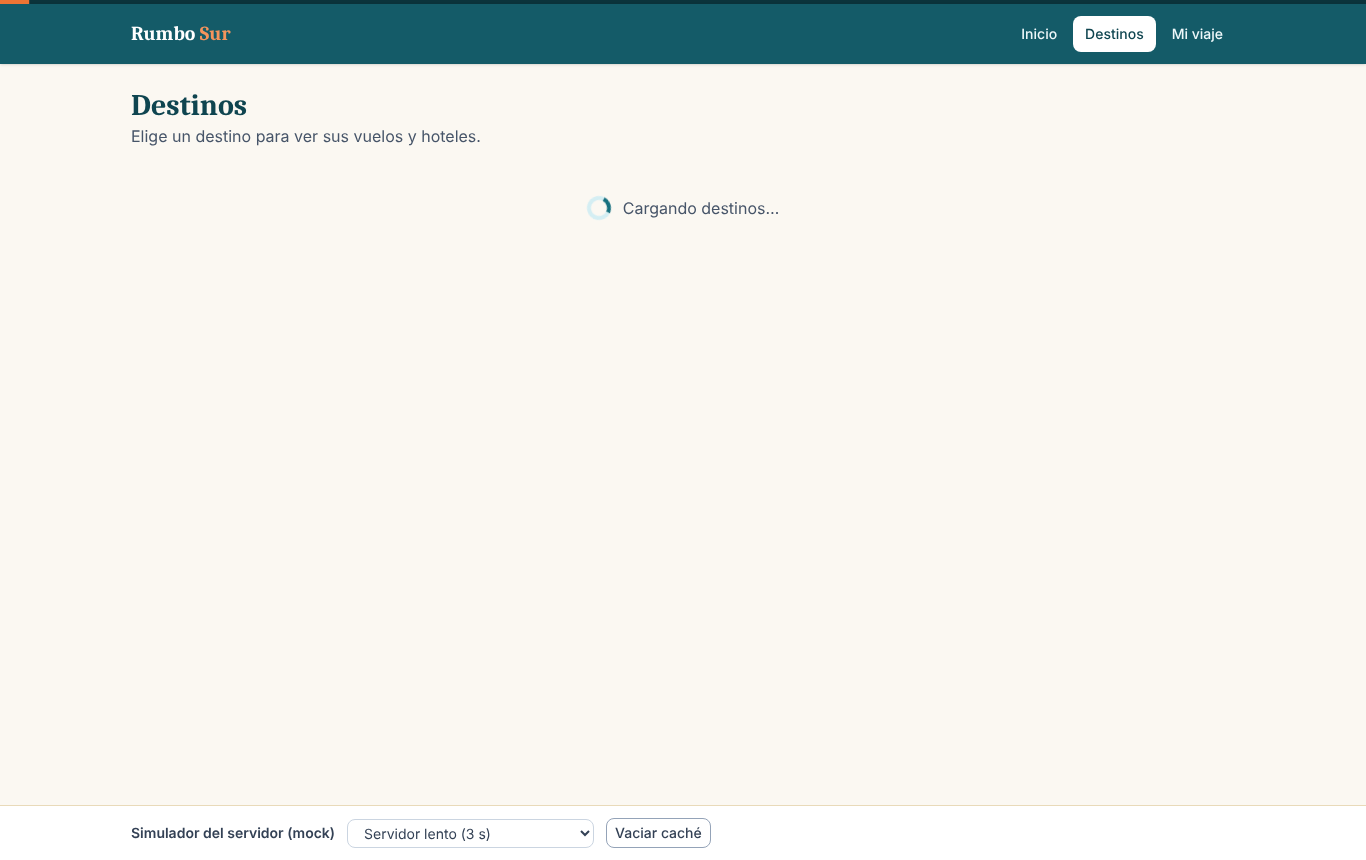 Rumbo Sur
Inicio
Destinos
Mi viaje
Destinos
Elige un destino para ver sus vuelos y hoteles.
Cargando destinos...
Simulador del servidor (mock)
Servidor lento (3 s)
Vaciar caché